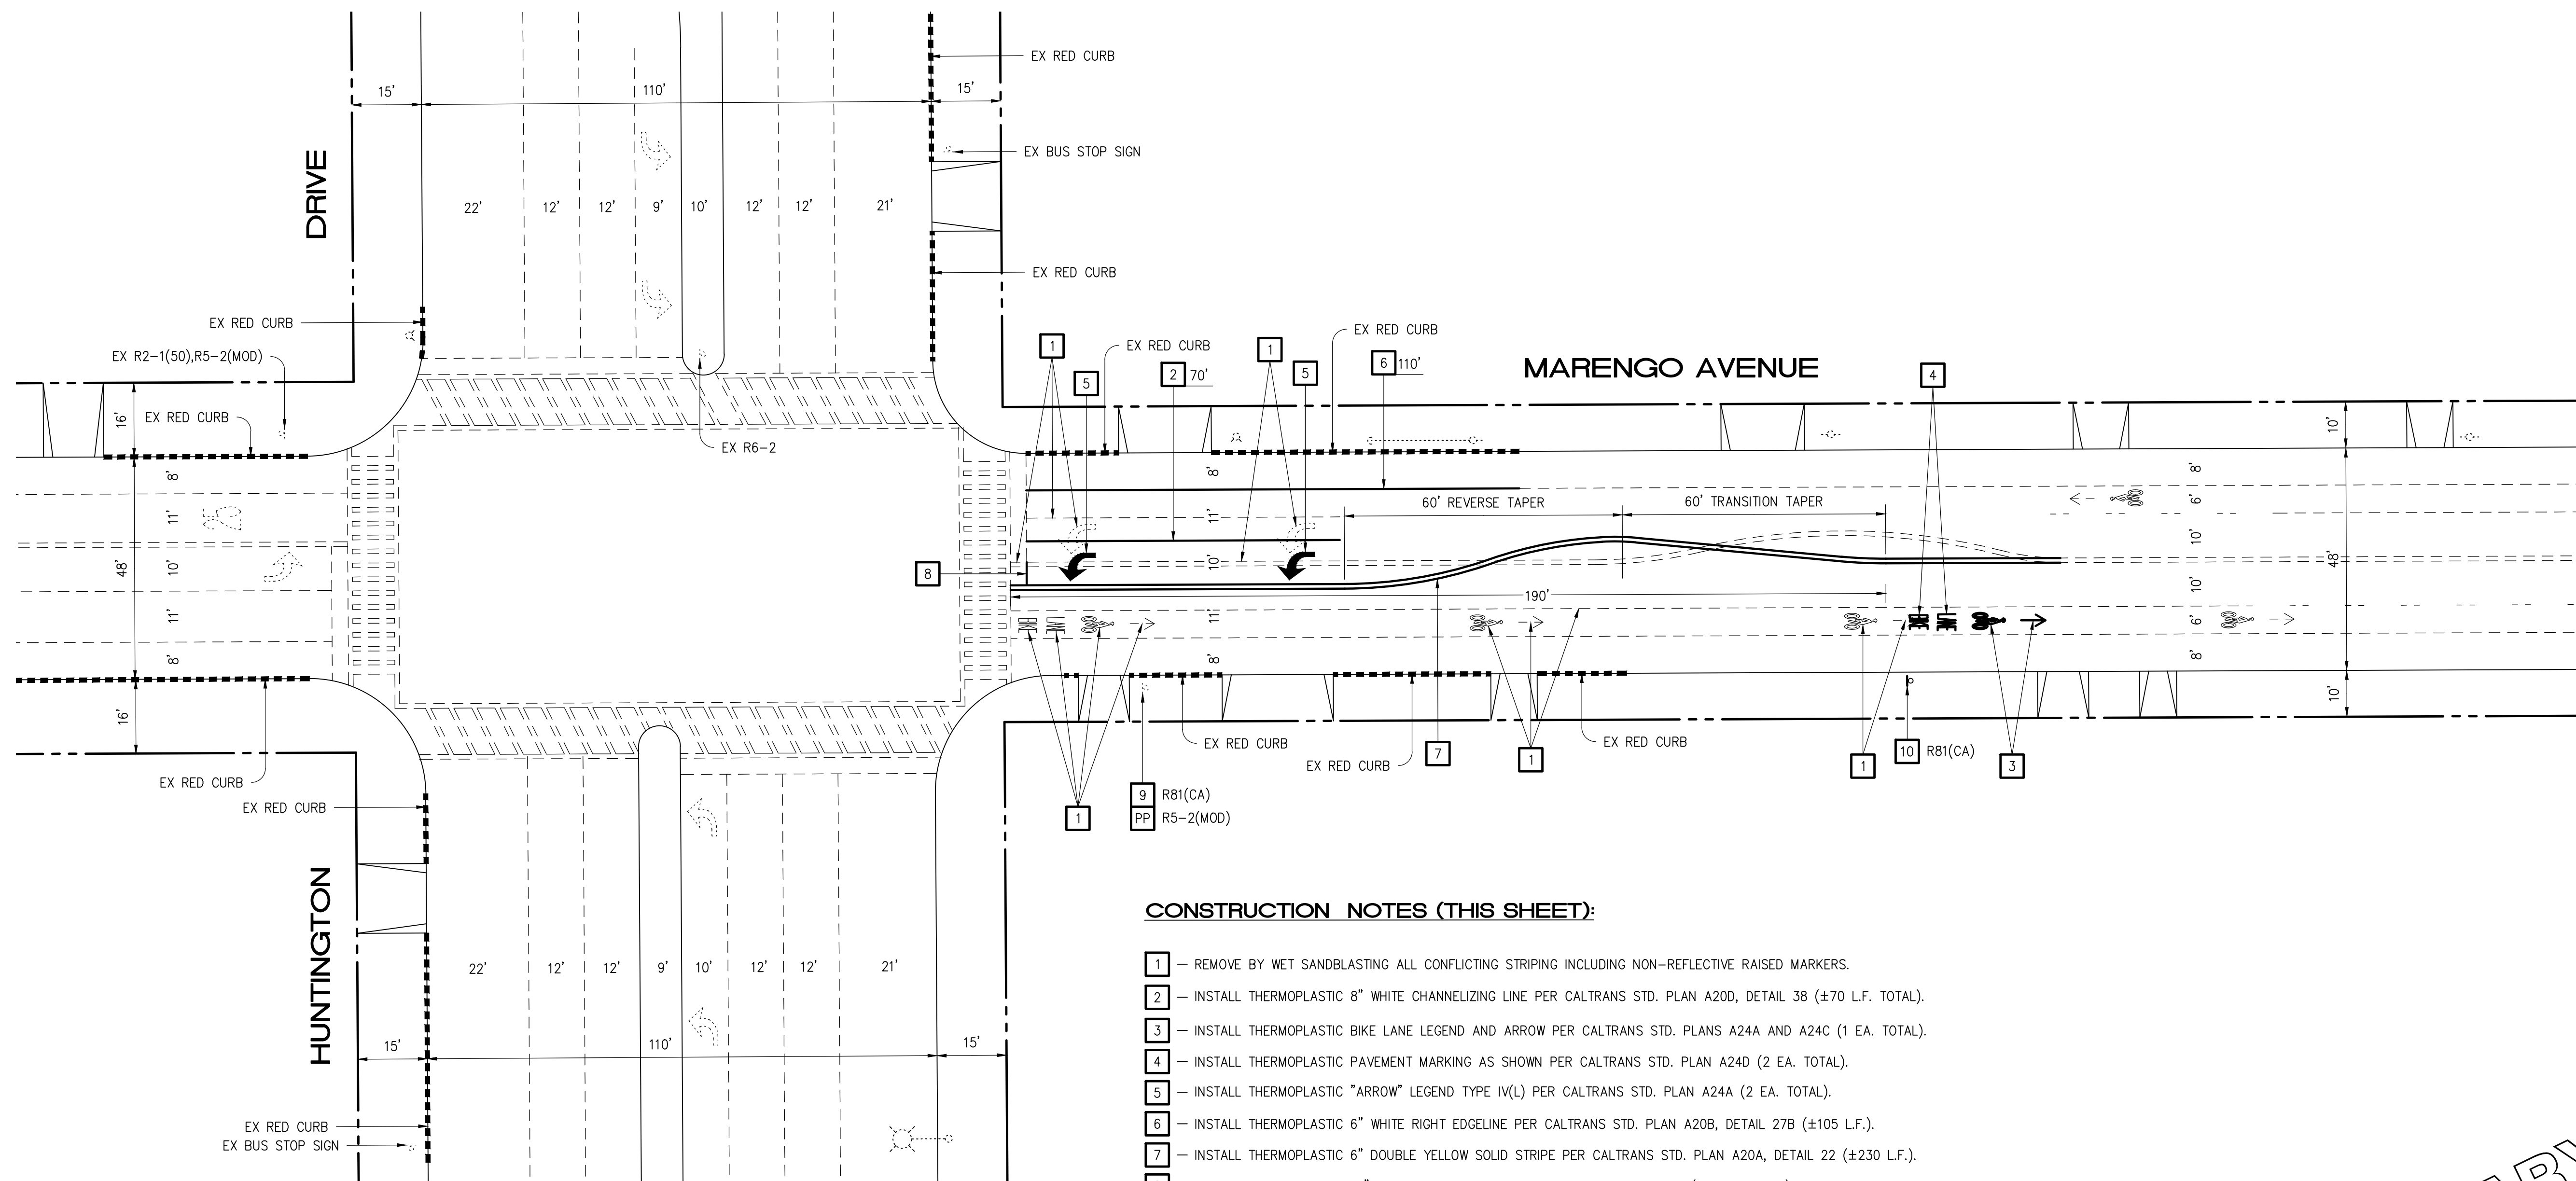 EX RED CURB
15'
110'
15'
EX BUS STOP SIGN
DRIVE
22'
12'
12'
9'
10'
12'
12'
21'
EX RED CURB
EX RED CURB
EX R2-1(50),R5-2(MOD)
EX RED CURB
16'
EX R6-2
1
5
EX RED CURB
2
70'
1
5
EX RED CURB
6
110'
MARENGO AVENUE
4
10'
8'
11'
48'
10'
11'
8'
16'
8'
11'
10'
11'
8'
60' REVERSE TAPER
60' TRANSITION TAPER
8
190'
BIKE
LANE
BIKE
LANE
8'
6'
10'
48'
10'
6'
8'
10'
EX RED CURB
EX RED CURB
EX RED CURB
EX RED CURB
7
1
EX RED CURB
1
10
R81(CA)
3
1
9
R81(CA)
PP
R5-2(MOD)
HUNTINGTON
22'
12'
12'
9'
10'
12'
12'
21'
15'
110'
15'
EX RED CURB
EX BUS STOP SIGN
CONSTRUCTION NOTES (THIS SHEET):
1 – REMOVE BY WET SANDBLASTING ALL CONFLICTING STRIPING INCLUDING NON-REFLECTIVE RAISED MARKERS.
2 – INSTALL THERMOPLASTIC 8" WHITE CHANNELIZING LINE PER CALTRANS STD. PLAN A20D, DETAIL 38 (±70 L.F. TOTAL).
3 – INSTALL THERMOPLASTIC BIKE LANE LEGEND AND ARROW PER CALTRANS STD. PLANS A24A AND A24C (1 EA. TOTAL).
4 – INSTALL THERMOPLASTIC PAVEMENT MARKING AS SHOWN PER CALTRANS STD. PLAN A24D (2 EA. TOTAL).
5 – INSTALL THERMOPLASTIC "ARROW" LEGEND TYPE IV(L) PER CALTRANS STD. PLAN A24A (2 EA. TOTAL).
6 – INSTALL THERMOPLASTIC 6" WHITE RIGHT EDGELINE PER CALTRANS STD. PLAN A20B, DETAIL 27B (±105 L.F.).
7 – INSTALL THERMOPLASTIC 6" DOUBLE YELLOW SOLID STRIPE PER CALTRANS STD. PLAN A20A, DETAIL 22 (±230 L.F.).